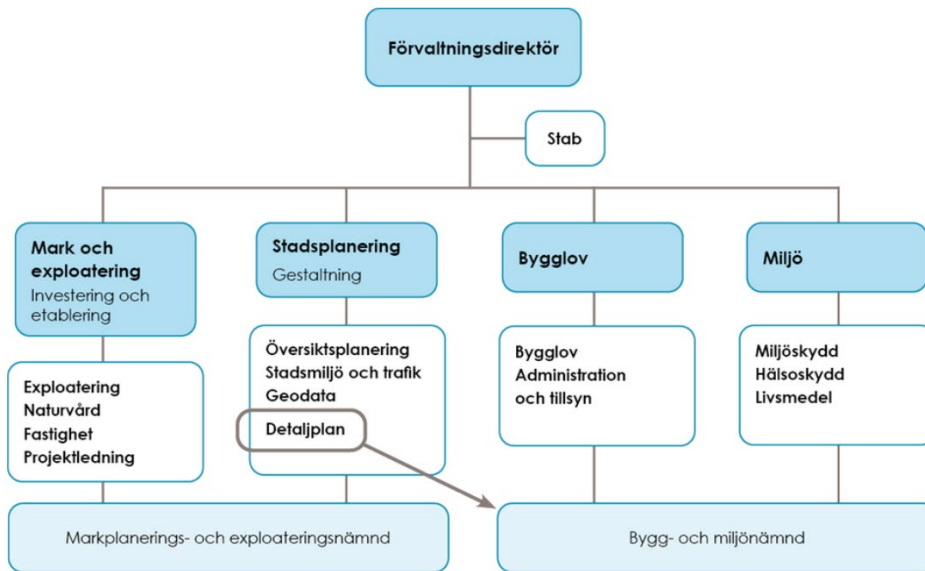 Förvaltningsdirektör
Stab
Mark och
exploatering
Investering och
etablering
Stadsplanering
Gestaltning
Bygglov
Miljö
Exploatering
Naturvård
Fastighet
Projektledning
Översiktsplanering
Stadsmiljö och trafik
Geodata
Detaljplan
Bygglov
Administration
och tillsyn
Miljöskydd
Hälsoskydd
Livsmedel
Markplanerings- och exploateringsnämnd
Bygg- och miljönämnd